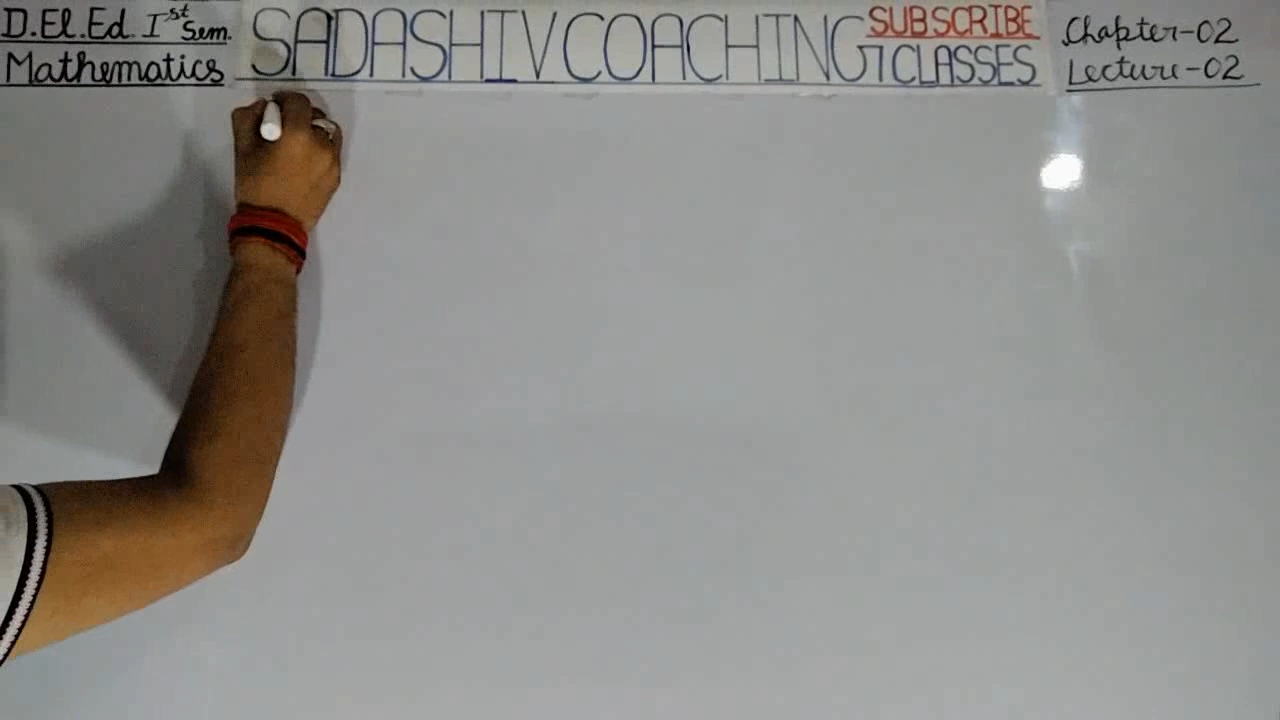 D.El.Ed. Ist Sem.
Mathematics
SADASHIV COACHING CLASSES
SUBSCRIBE
Chapter-02
Lecture-02